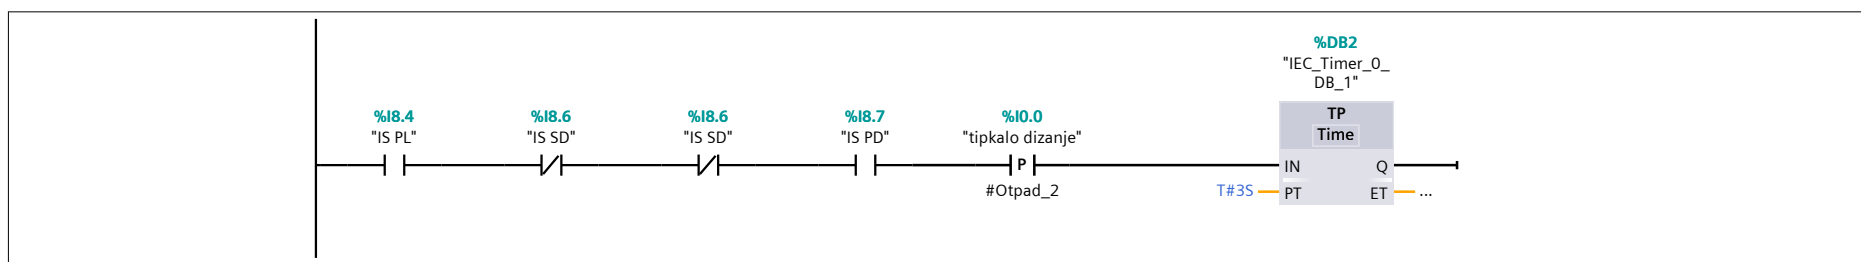 %DB2
"IEC_Timer_0_
DB_1"
%I8.4
"IS PL"
%I8.6
"IS SD"
%I8.6
"IS SD"
%I8.7
"IS PD"
%I0.0
"tipkalo dizanje"
P
#Otpad_2
TP
Time
IN
Q
T#3S
PT
ET
...